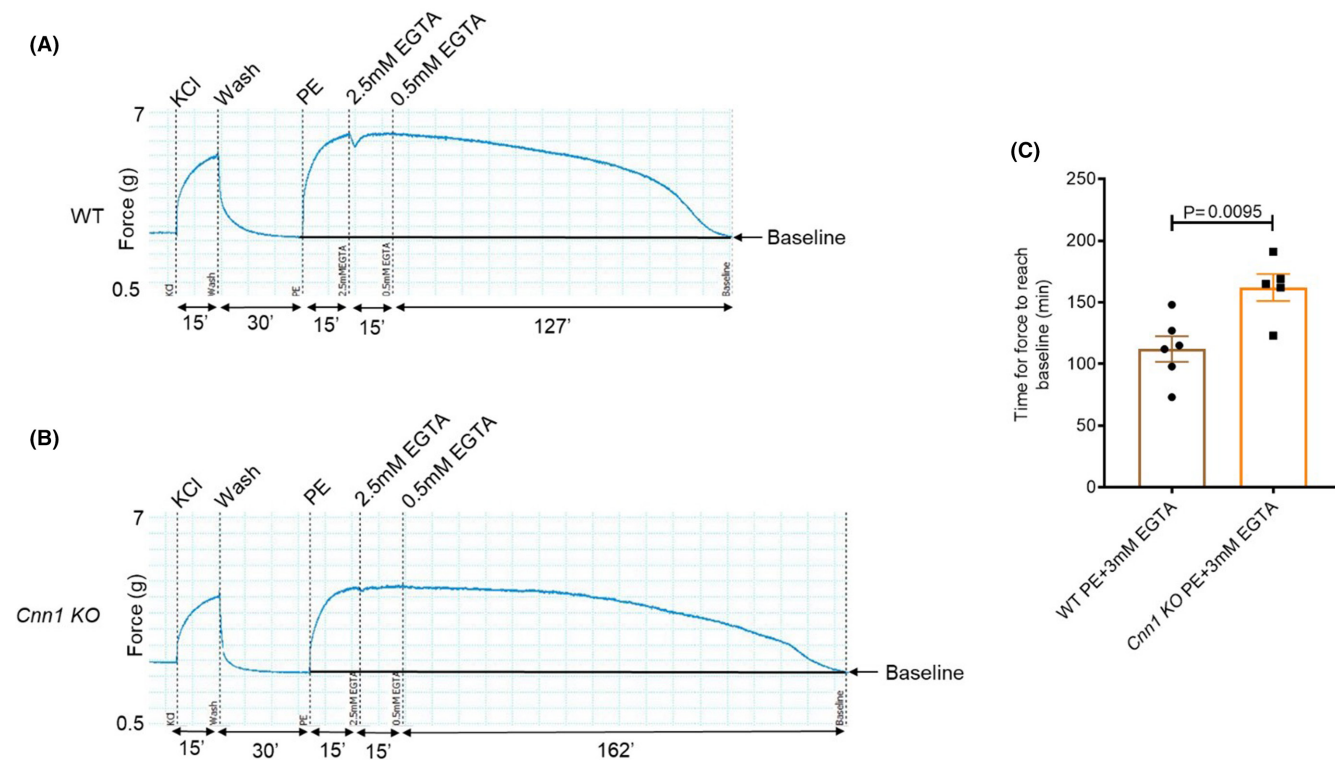 (A)
KCl
Wash
PE
2.5mM EGTA
0.5mM EGTA
7
Force (g)
WT
0.5
Baseline
KCl
Wash
PE
2.5mMEGTA
0.5mM EGTA
Baseline
15'
30'
15'
15'
127'
(B)
KCl
Wash
PE
2.5mM EGTA
0.5mM EGTA
7
Force (g)
Cnn1 KO
0.5
Baseline
KCl
Wash
PE
2.5mM EGTA
0.5mM EGTA
Baseline
15'
30'
15'
15'
162'
(C)
250
200
150
100
50
0
Time for force to reach
baseline (min)
P=0.0095
WT PE+3mM EGTA
Cnn1 KO PE+3mM EGTA